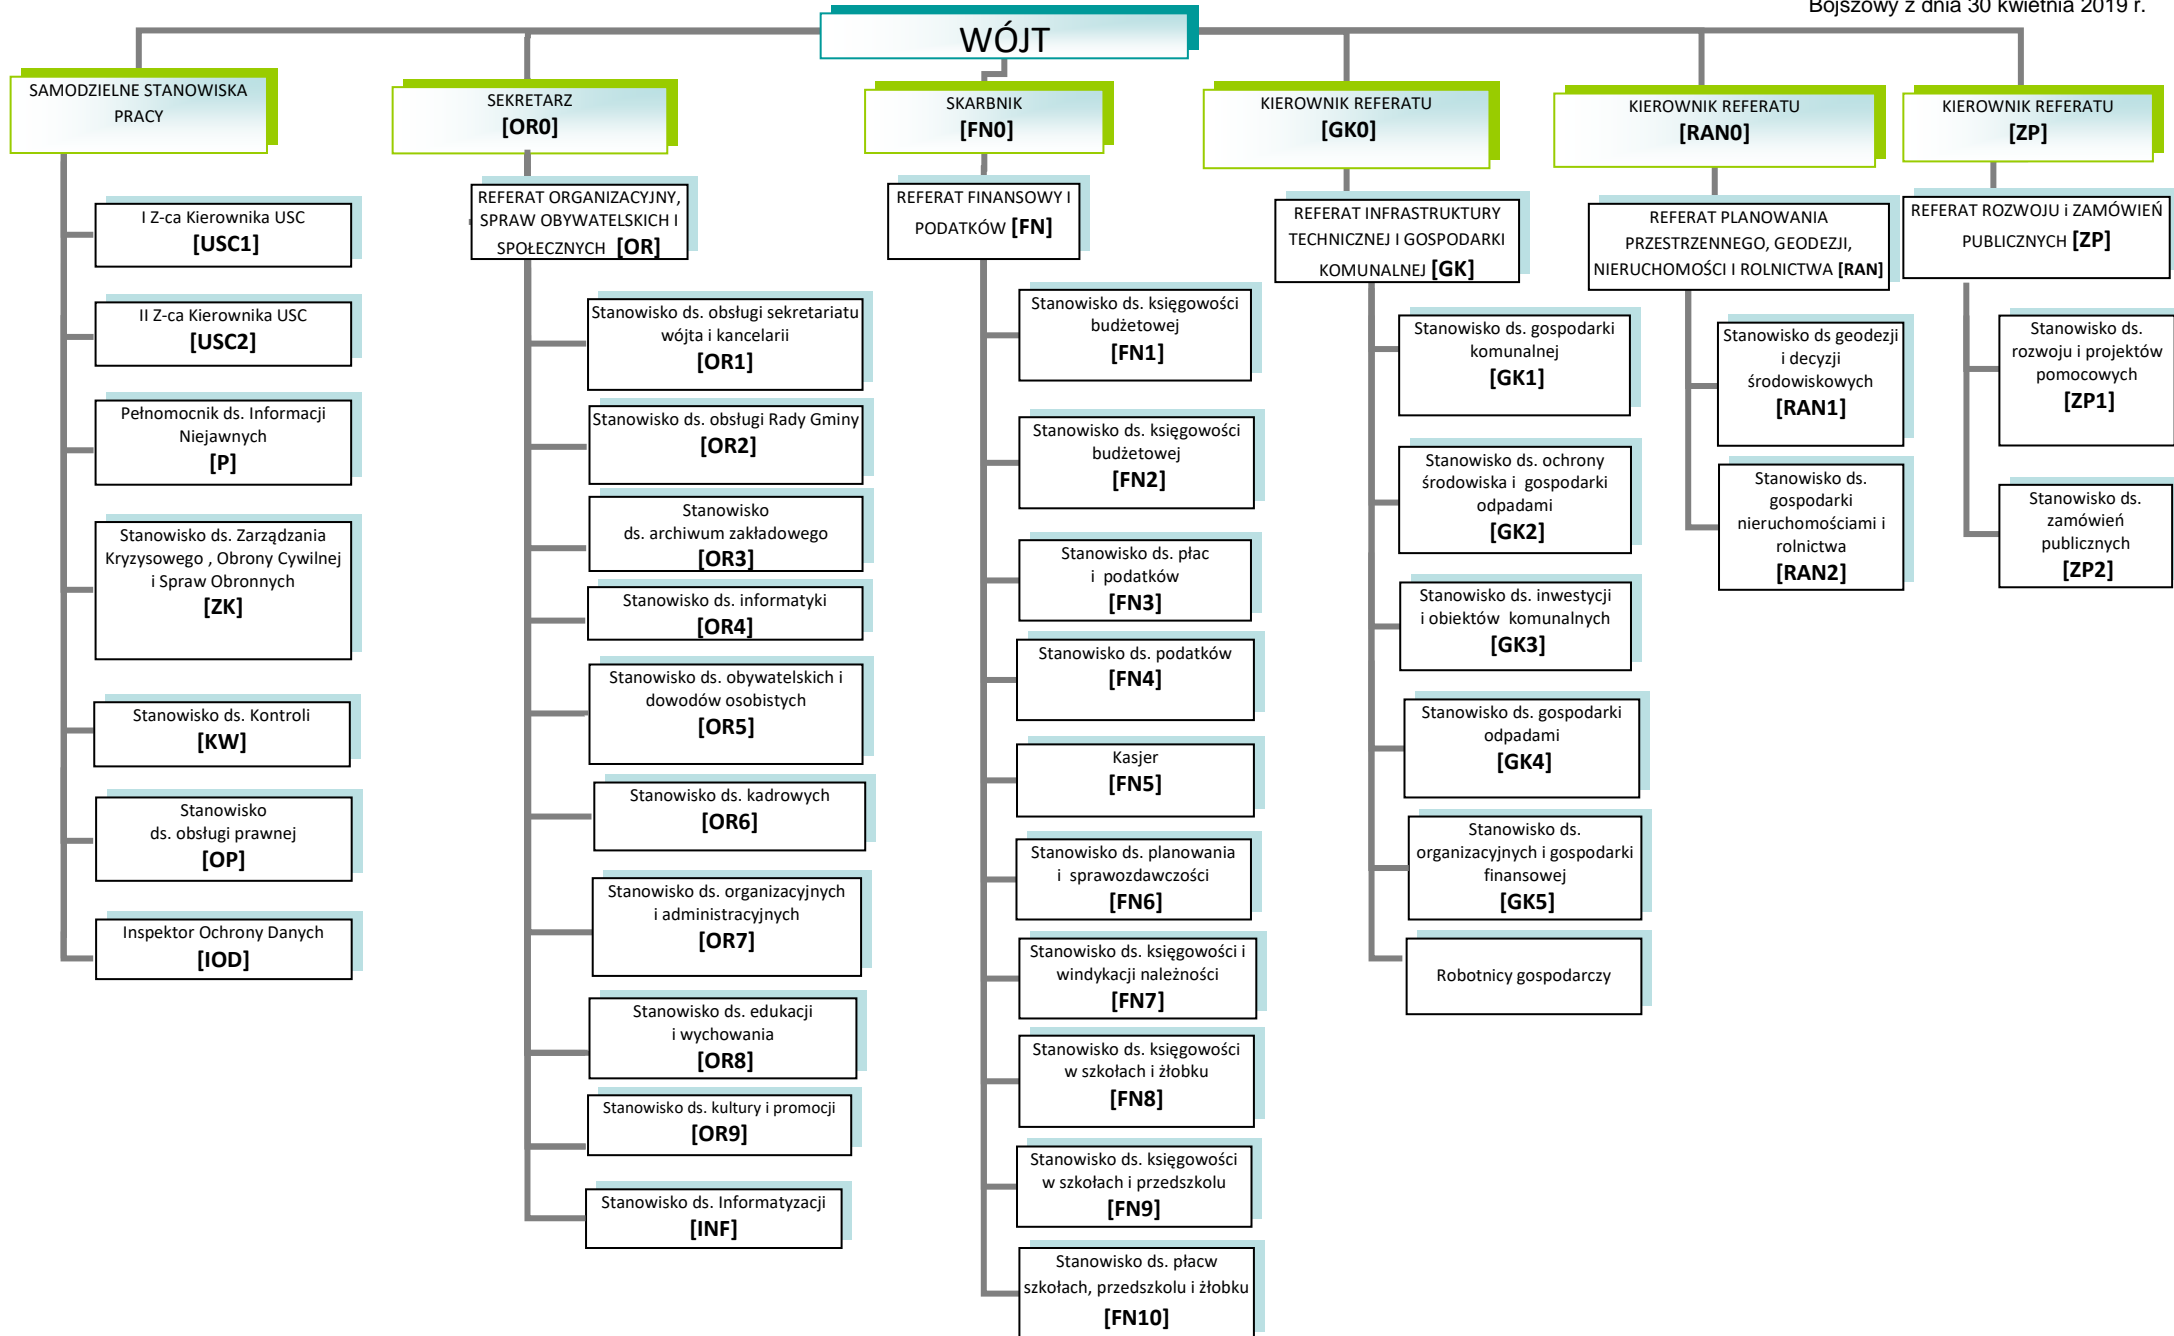 Bojszowy z dnia 30 kwietnia 2019 r.
WÓJT
SAMODZIELNE STANOWISKA
PRACY
I Z-ca Kierownika USC
[USC1]
II Z-ca Kierownika USC
[USC2]
Pełnomocnik ds. Informacji
Niejawnych
[P]
Stanowisko ds. Zarządzania
Kryzysowego , Obrony Cywilnej
i Spraw Obronnych
[ZK]
Stanowisko ds. Kontroli
[KW]
Stanowisko
ds. obsługi prawnej
[OP]
Inspektor Ochrony Danych
[IOD]
SEKRETARZ
[OR0]
REFERAT ORGANIZACYJNY,
SPRAW OBYWATELSKICH I
SPOŁECZNYCH [OR]
Stanowisko ds. obsługi sekretariatu
wójta i kancelarii
[OR1]
Stanowisko ds. obsługi Rady Gminy
[OR2]
Stanowisko
ds. archiwum zakładowego
[OR3]
Stanowisko ds. informatyki
[OR4]
Stanowisko ds. obywatelskich i
dowodów osobistych
[OR5]
Stanowisko ds. kadrowych
[OR6]
Stanowisko ds. organizacyjnych
i administracyjnych
[OR7]
Stanowisko ds. edukacji
i wychowania
[OR8]
Stanowisko ds. kultury i promocji
[OR9]
Stanowisko ds. Informatyzacji
[INF]
SKARBNIK
[FN0]
REFERAT FINANSOWY I
PODATKÓW [FN]
Stanowisko ds. księgowości
budżetowej
[FN1]
Stanowisko ds. księgowości
budżetowej
[FN2]
Stanowisko ds. płac
i podatków
[FN3]
Stanowisko ds. podatków
[FN4]
Kasjer
[FN5]
Stanowisko ds. planowania
i sprawozdawczości
[FN6]
Stanowisko ds. księgowości i
windykacji należności
[FN7]
Stanowisko ds. księgowości
w szkołach i żłobku
[FN8]
Stanowisko ds. księgowości
w szkołach i przedszkolu
[FN9]
Stanowisko ds. płacw
szkołach, przedszkolu i żłobku
[FN10]
KIEROWNIK REFERATU
[GK0]
REFERAT INFRASTRUKTURY
TECHNICZNEJ I GOSPODARKI
KOMUNALNEJ [GK]
Stanowisko ds. gospodarki
komunalnej
[GK1]
Stanowisko ds. ochrony
środowiska i gospodarki
odpadami
[GK2]
Stanowisko ds. inwestycji
i obiektów komunalnych
[GK3]
Stanowisko ds. gospodarki
odpadami
[GK4]
Stanowisko ds.
organizacyjnych i gospodarki
finansowej
[GK5]
Robotnicy gospodarczy
KIEROWNIK REFERATU
[RAN0]
REFERAT PLANOWANIA
PRZESTRZENNEGO, GEODEZJI,
NIERUCHOMOŚCI I ROLNICTWA [RAN]
Stanowisko ds geodezji
i decyzji
środowiskowych
[RAN1]
Stanowisko ds.
gospodarki
nieruchomościami i
rolnictwa
[RAN2]
KIEROWNIK REFERATU
[ZP]
REFERAT ROZWOJU i ZAMÓWIEŃ
PUBLICZNYCH [ZP]
Stanowisko ds.
rozwoju i projektów
pomocowych
[ZP1]
Stanowisko ds.
zamówień
publicznych
[ZP2]